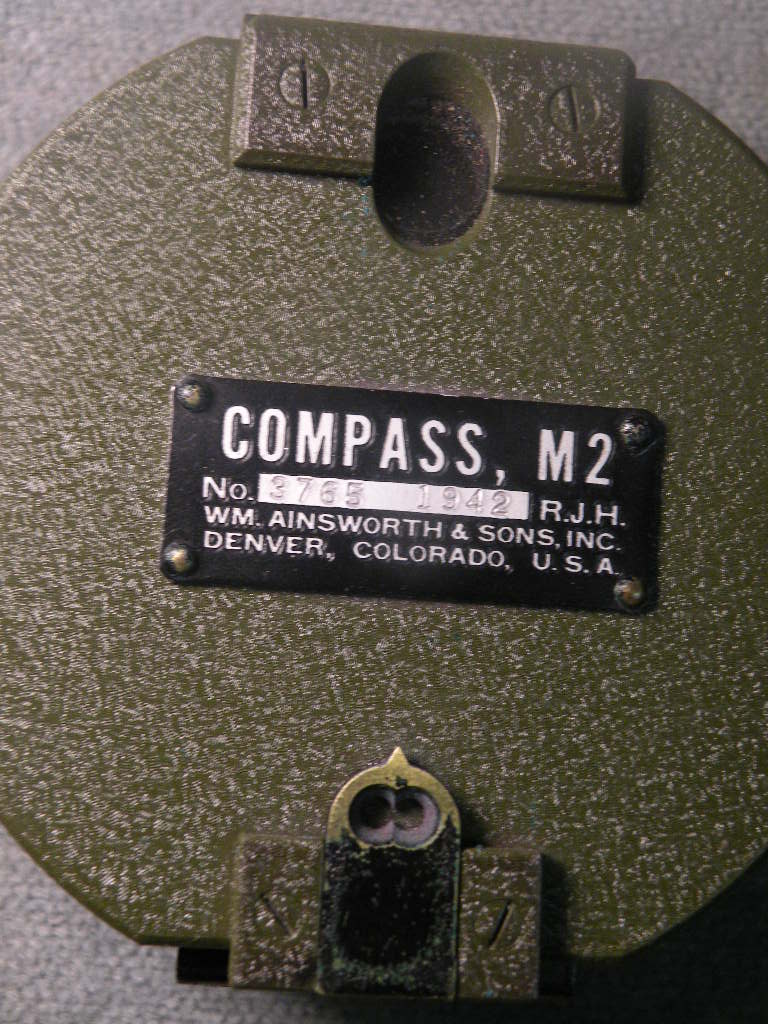 COMPASS, M2
No. 3765 1942 R.J.H.
WM. AINSWORTH & SONS, INC.
DENVER, COLORADO, U.S.A.